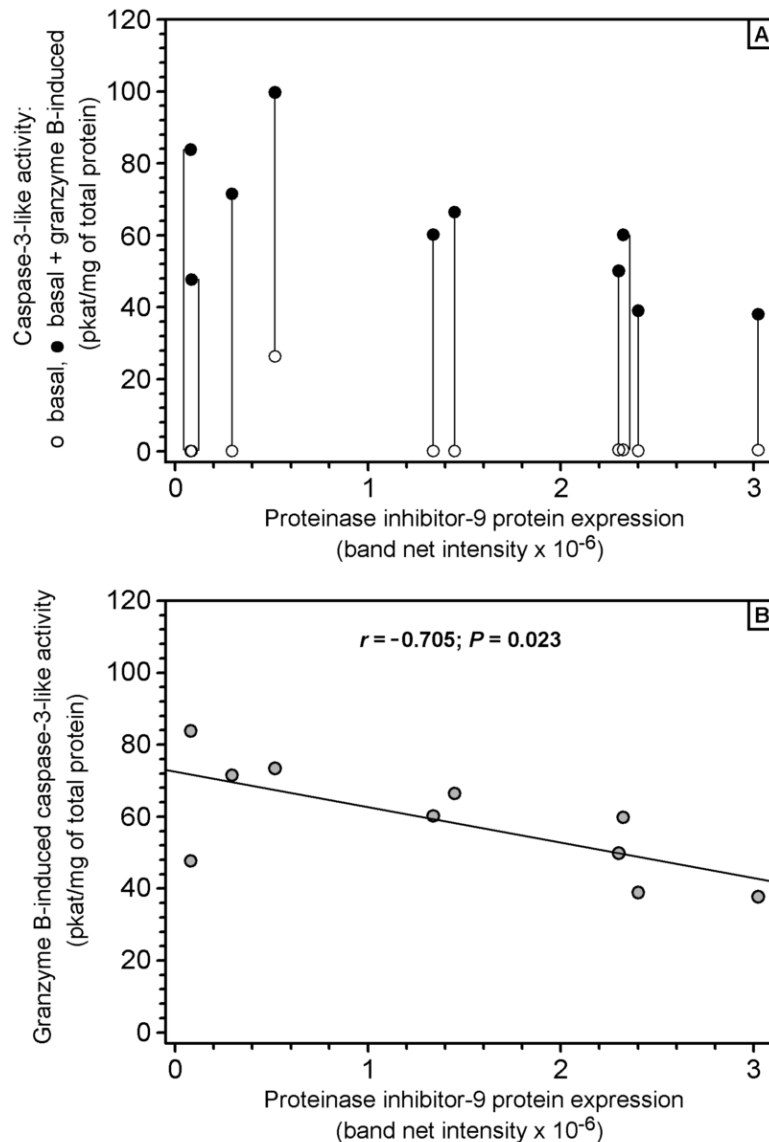 A
120
100
80
60
40
20
0
Caspase-3-like activity:
o basal, ● basal + granzyme B-induced
(pkat/mg of total protein)
0 1 2 3
Proteinase inhibitor-9 protein expression
(band net intensity x 10⁻⁶)
B
r = -0.705; P = 0.023
120
100
80
60
40
20
0
Granzyme B-induced caspase-3-like activity
(pkat/mg of total protein)
0 1 2 3
Proteinase inhibitor-9 protein expression
(band net intensity x 10⁻⁶)